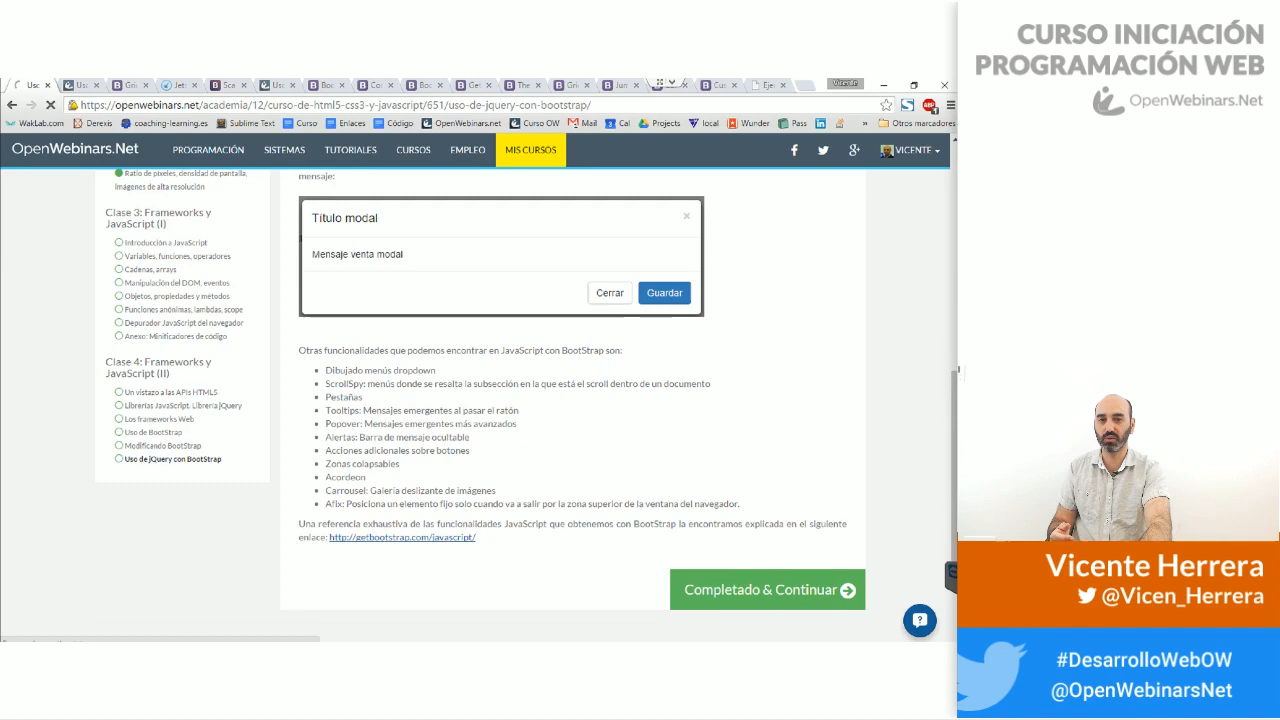 CURSO INICIACIÓN
PROGRAMACIÓN WEB
OpenWebinars.Net
Vicente
https://openwebinars.net/academia/12/curso-de-html5-css3-y-javascript/651/uso-de-jquery-con-bootstrap/
WakLab.com Derexis coaching-learning.es Sublime Text Curso Enlaces Código OpenWebinars.net Curso OW Mail Cal Projects local Wunder Pass » Otros marcadores
OpenWebinars.Net PROGRAMACIÓN SISTEMAS TUTORIALES CURSOS EMPLEO MIS CURSOS VICENTE
Ratio de píxeles, densidad de pantalla,
imágenes de alta resolución
Clase 3: Frameworks y
JavaScript (I)
Introducción a JavaScript
Variables, funciones, operadores
Cadenas, arrays
Manipulación del DOM, eventos
Objetos, propiedades y métodos
Funciones anónimas, lambdas, scope
Depurador JavaScript del navegador
Anexo: Minificadores de código
Clase 4: Frameworks y
JavaScript (II)
Un vistazo a las APIs HTML5
Librerías JavaScript. Librería jQuery
Los frameworks Web
Uso de BootStrap
Modificando BootStrap
Uso de jQuery con BootStrap
mensaje:
Título modal ×
Mensaje venta modal
Cerrar Guardar
Otras funcionalidades que podemos encontrar en JavaScript con BootStrap son:
Dibujado menús dropdown
ScrollSpy: menús donde se resalta la subsección en la que está el scroll dentro de un documento
Pestañas
Tooltips: Mensajes emergentes al pasar el ratón
Popover: Mensajes emergentes más avanzados
Alertas: Barra de mensaje ocultable
Acciones adicionales sobre botones
Zonas colapsables
Acordeon
Carrousel: Galería deslizante de imágenes
Afix: Posiciona un elemento fijo solo cuando va a salir por la zona superior de la ventana del navegador.
Una referencia exhaustiva de las funcionalidades JavaScript que obtenemos con BootStrap la encontramos explicada en el siguiente
enlace: http://getbootstrap.com/javascript/
Completado & Continuar
Vicente Herrera
@Vicen_Herrera
#DesarrolloWebOW
@OpenWebinarsNet